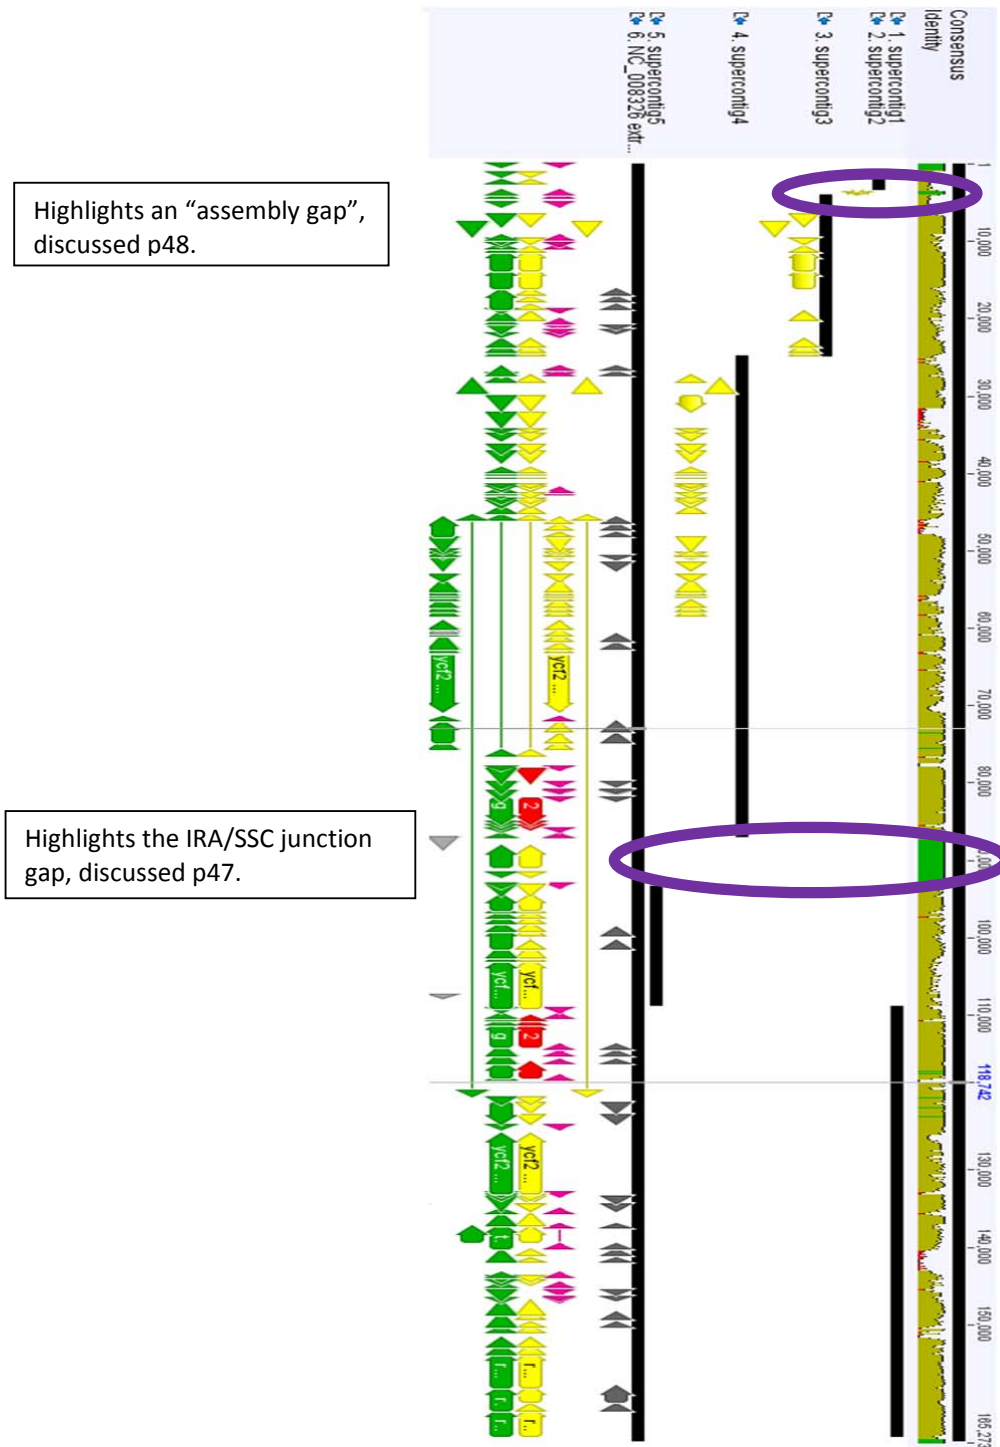 Consensus
Identity
1. supercontig1
2. supercontig2
3. supercontig3
4. supercontig4
5. supercontig5
6. NC_008326 extr...
1
10,000
20,000
30,000
40,000
50,000
60,000
70,000
80,000
100,000
110,000
118,742
130,000
140,000
150,000
165,275
Highlights an “assembly gap”,
discussed p48.
Highlights the IRA/SSC junction
gap, discussed p47.
ycf2 ...
ycf2 ...
g
2
ycf...
ycf...
g
2
ycf2 ...
ycf2 ...
t.
r...
r...
r.
r...
r..